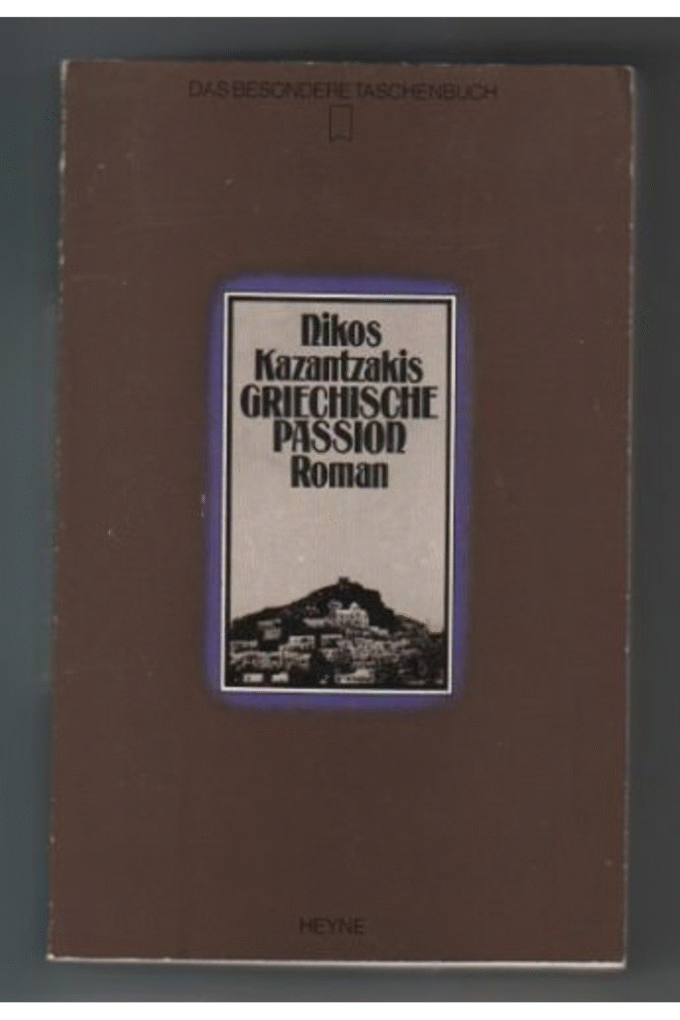 DAS BESONDERE TASCHENBUCH
Nikos
Kazantzakis
GRIECHISCHE
PASSION
Roman
HEYNE